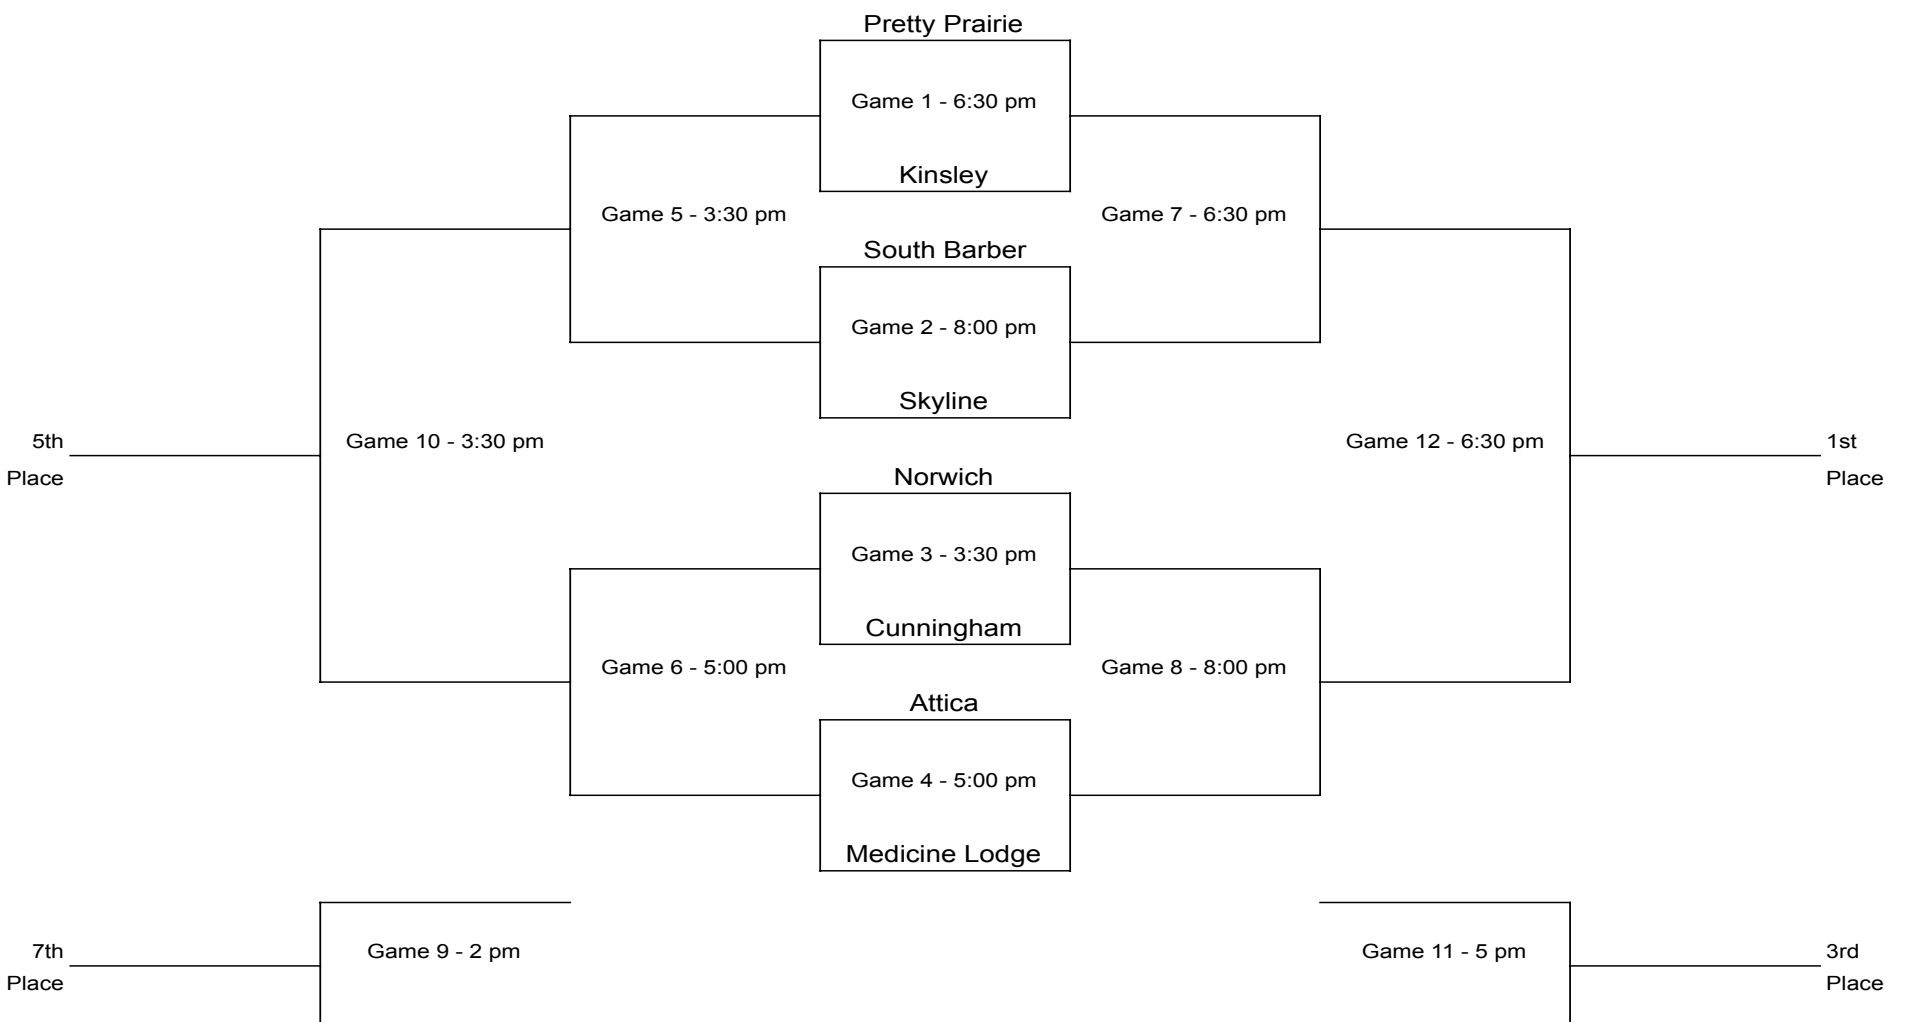 Pretty Prairie
Game 1 - 6:30 pm
Kinsley
Game 5 - 3:30 pm
Game 7 - 6:30 pm
South Barber
Game 2 - 8:00 pm
Skyline
5th
Place
Game 10 - 3:30 pm
Game 12 - 6:30 pm
1st
Place
Norwich
Game 3 - 3:30 pm
Cunningham
Game 6 - 5:00 pm
Game 8 - 8:00 pm
Attica
Game 4 - 5:00 pm
Medicine Lodge
7th
Place
Game 9 - 2 pm
Game 11 - 5 pm
3rd
Place